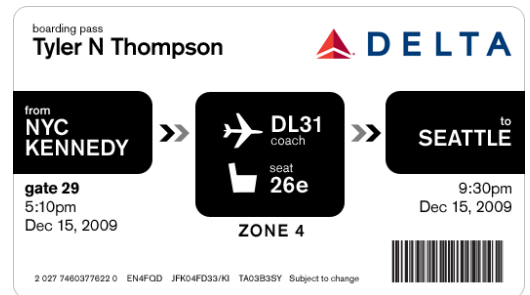 boarding pass
Tyler N Thompson
DELTA
from
NYC
KENNEDY
DL31
coach
seat
26e
to
SEATTLE
gate 29
5:10pm
Dec 15, 2009
ZONE 4
9:30pm
Dec 15, 2009
2 027 7460377622 0 EN4FQD JFK04FD33/KI TA03B3SY Subject to change